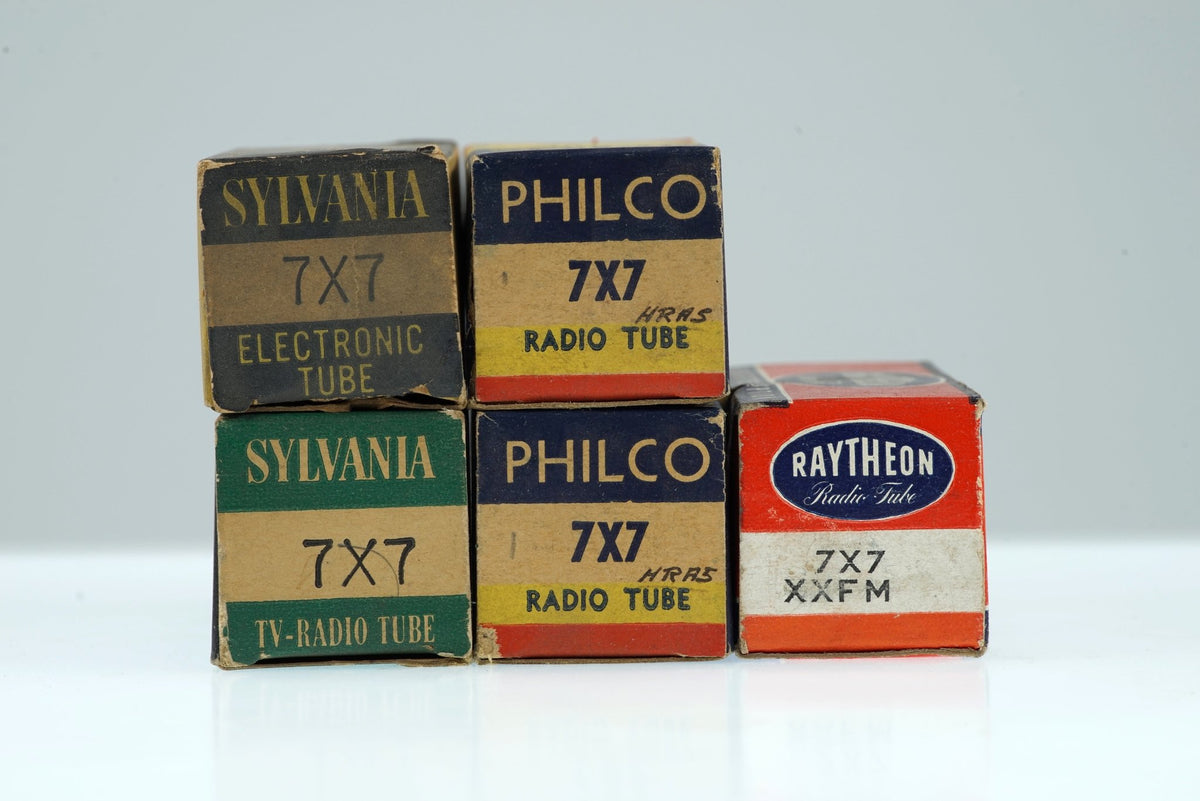 SYLVANIA
7X7
ELECTRONIC
TUBE
PHILCO
7X7
HRAS
RADIO TUBE
SYLVANIA
7X7
TV-RADIO TUBE
PHILCO
7X7
HRAS
RADIO TUBE
RAYTHEON
Radio Tube
7X7
XXFM